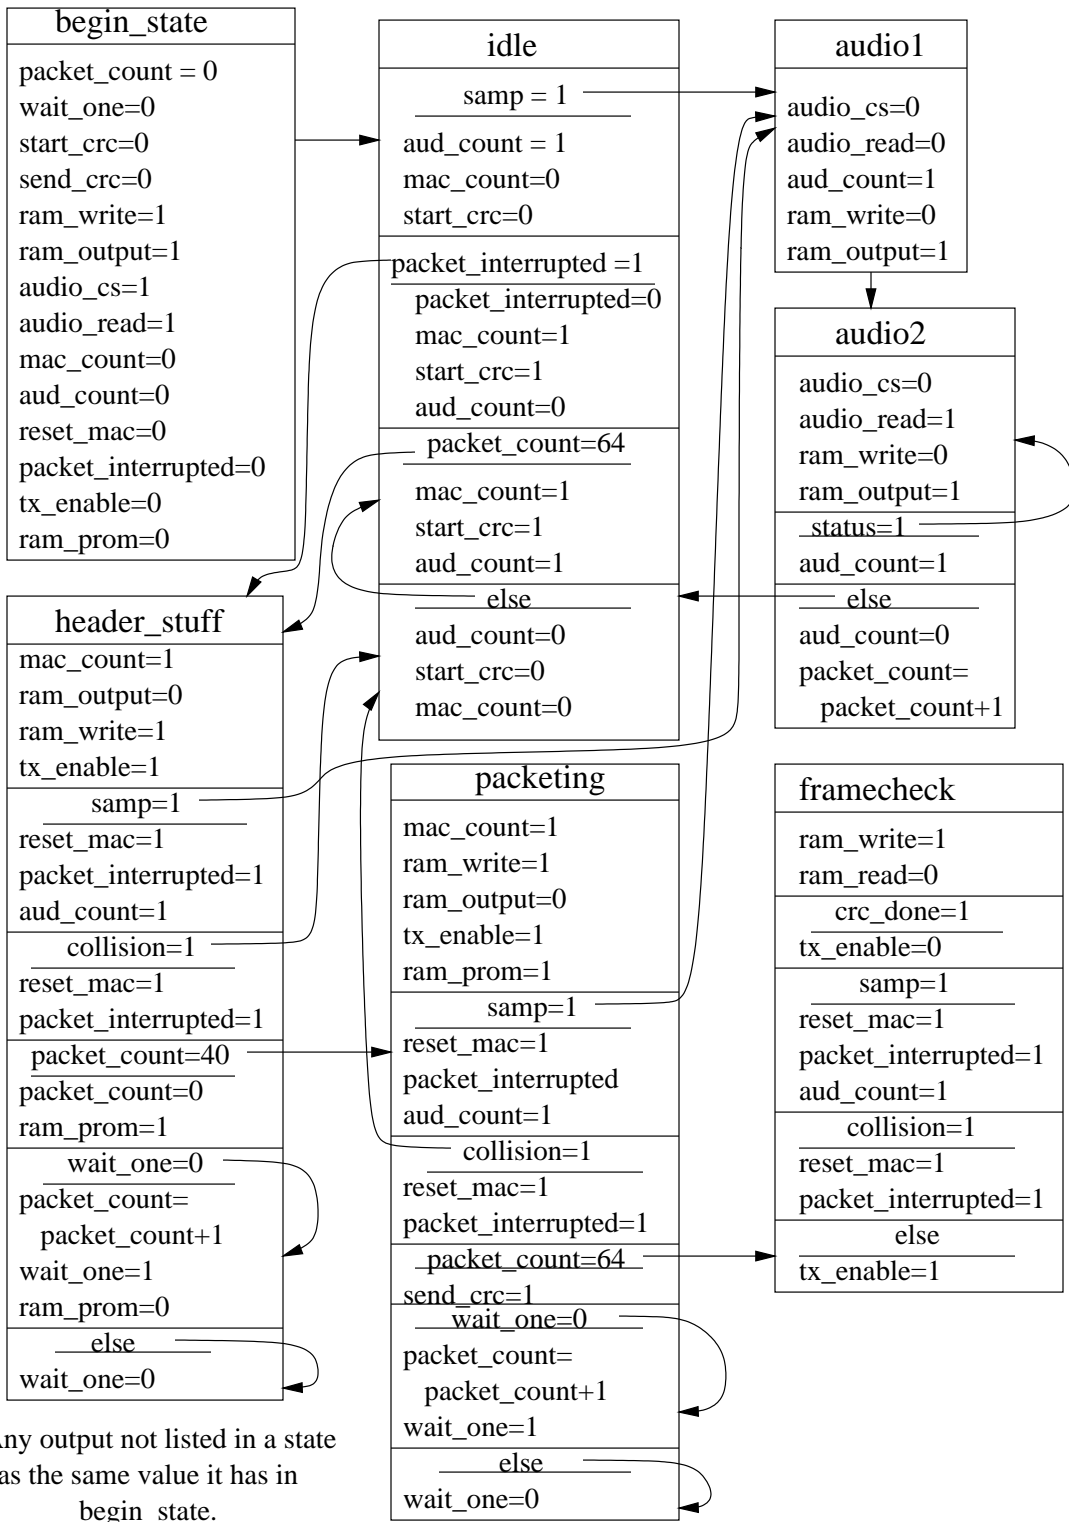 begin_state
packet_count = 0
wait_one=0
start_crc=0
send_crc=0
ram_write=1
ram_output=1
audio_cs=1
audio_read=1
mac_count=0
aud_count=0
reset_mac=0
packet_interrupted=0
tx_enable=0
ram_prom=0
header_stuff
mac_count=1
ram_output=0
ram_write=1
tx_enable=1
samp=1
reset_mac=1
packet_interrupted=1
aud_count=1
collision=1
reset_mac=1
packet_interrupted=1
packet_count=40
packet_count=0
ram_prom=1
wait_one=0
packet_count=
packet_count+1
wait_one=1
ram_prom=0
else
wait_one=0
ny output not listed in a state
as the same value it has in
begin_state.
idle
samp = 1
aud_count = 1
mac_count=0
start_crc=0
packet_interrupted =1
packet_interrupted=0
mac_count=1
start_crc=1
aud_count=0
packet_count=64
mac_count=1
start_crc=1
aud_count=1
else
aud_count=0
start_crc=0
mac_count=0
packeting
mac_count=1
ram_write=1
ram_output=0
tx_enable=1
ram_prom=1
samp=1
reset_mac=1
packet_interrupted
aud_count=1
collision=1
reset_mac=1
packet_interrupted=1
packet_count=64
send_crc=1
wait_one=0
packet_count=
packet_count+1
wait_one=1
else
wait_one=0
audio1
audio_cs=0
audio_read=0
aud_count=1
ram_write=0
ram_output=1
audio2
audio_cs=0
audio_read=1
ram_write=0
ram_output=1
status=1
aud_count=1
else
aud_count=0
packet_count=
packet_count+1
framecheck
ram_write=1
ram_read=0
crc_done=1
tx_enable=0
samp=1
reset_mac=1
packet_interrupted=1
aud_count=1
collision=1
reset_mac=1
packet_interrupted=1
else
tx_enable=1